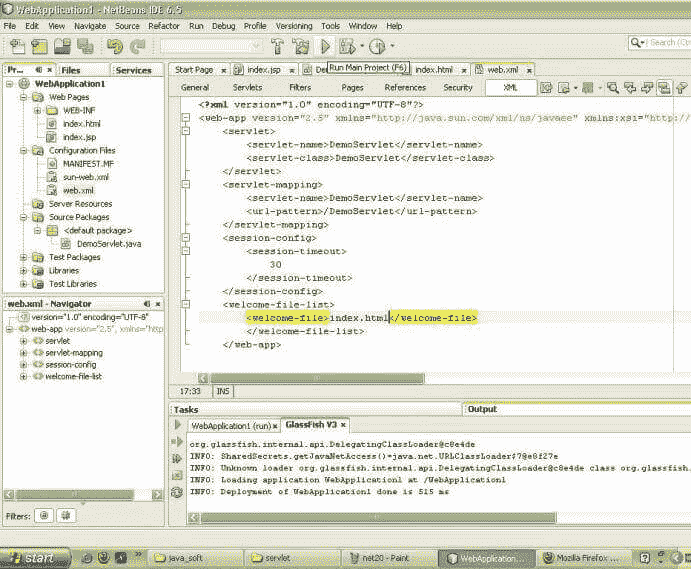 WebApplication1 - NetBeans IDE 6.5
File Edit View Navigate Source Refactor Run Debug Profile Versioning Tools Window Help
Search (Ctrl
Run Main Project (F6)
Pr... Files Services
Start Page index.jsp index.html web.xml
General Servlets Filters Pages References Security XML
WebApplication1
Web Pages
WEB-INF
index.html
index.jsp
Configuration Files
MANIFEST.MF
sun-web.xml
web.xml
Server Resources
Source Packages
<default package>
DemoServlet.java
Test Packages
Libraries
Test Libraries
<?xml version="1.0" encoding="UTF-8"?>
<web-app version="2.5" xmlns="http://java.sun.com/xml/ns/javaee" xmlns:xsi="http://
<servlet>
<servlet-name>DemoServlet</servlet-name>
<servlet-class>DemoServlet</servlet-class>
</servlet>
<servlet-mapping>
<servlet-name>DemoServlet</servlet-name>
<url-pattern>/DemoServlet</url-pattern>
</servlet-mapping>
<session-config>
<session-timeout>
30
</session-timeout>
</session-config>
<welcome-file-list>
<welcome-file>index.html</welcome-file>
</welcome-file-list>
</web-app>
17:33 INS
web.xml - Navigator
version="1.0" encoding="UTF-8"
web-app version="2.5", xmlns="http
servlet
servlet-mapping
session-config
welcome-file-list
Filters:
Tasks Output
WebApplication1 (run) GlassFish V3
org.glassfish.internal.api.DelegatingClassLoader@c8e4de
INFO: SharedSecrets.getJavaNetAccess()=java.net.URLClassLoader$7@e8f27e
INFO: Unknown loader org.glassfish.internal.api.DelegatingClassLoader@c8e4de class org.glassfish.
INFO: Loading application WebApplication1 at /WebApplication1
INFO: Deployment of WebApplication1 done is 515 ms
start java_soft servlet net20 - Paint WebApplication... Mozilla Firefox